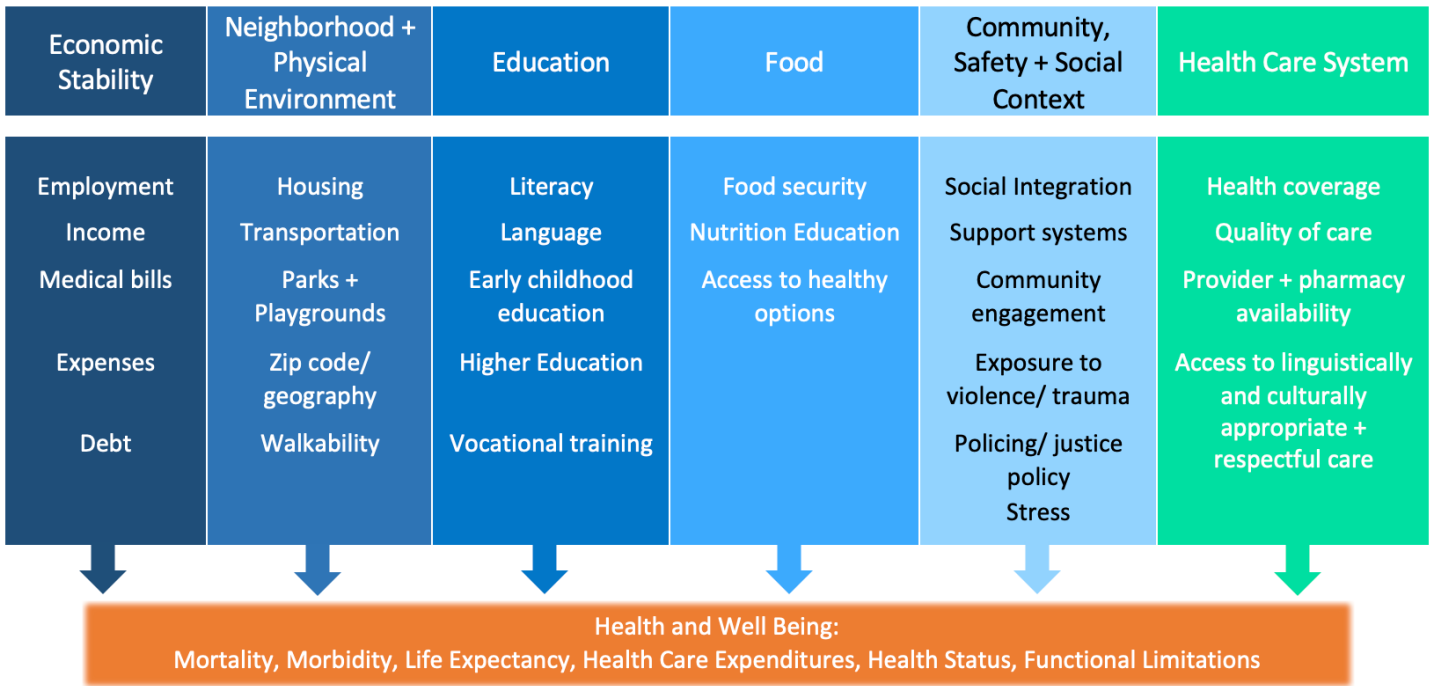 Economic
Stability
Neighborhood +
Physical
Environment
Education
Food
Community,
Safety + Social
Context
Health Care System
Employment
Income
Medical bills
Expenses
Debt
Housing
Transportation
Parks +
Playgrounds
Zip code/
geography
Walkability
Literacy
Language
Early childhood
education
Higher Education
Vocational training
Food security
Nutrition Education
Access to healthy
options
Social Integration
Support systems
Community
engagement
Exposure to
violence/ trauma
Policing/ justice
policy
Stress
Health coverage
Quality of care
Provider + pharmacy
availability
Access to linguistically
and culturally
appropriate +
respectful care
Health and Well Being:
Mortality, Morbidity, Life Expectancy, Health Care Expenditures, Health Status, Functional Limitations